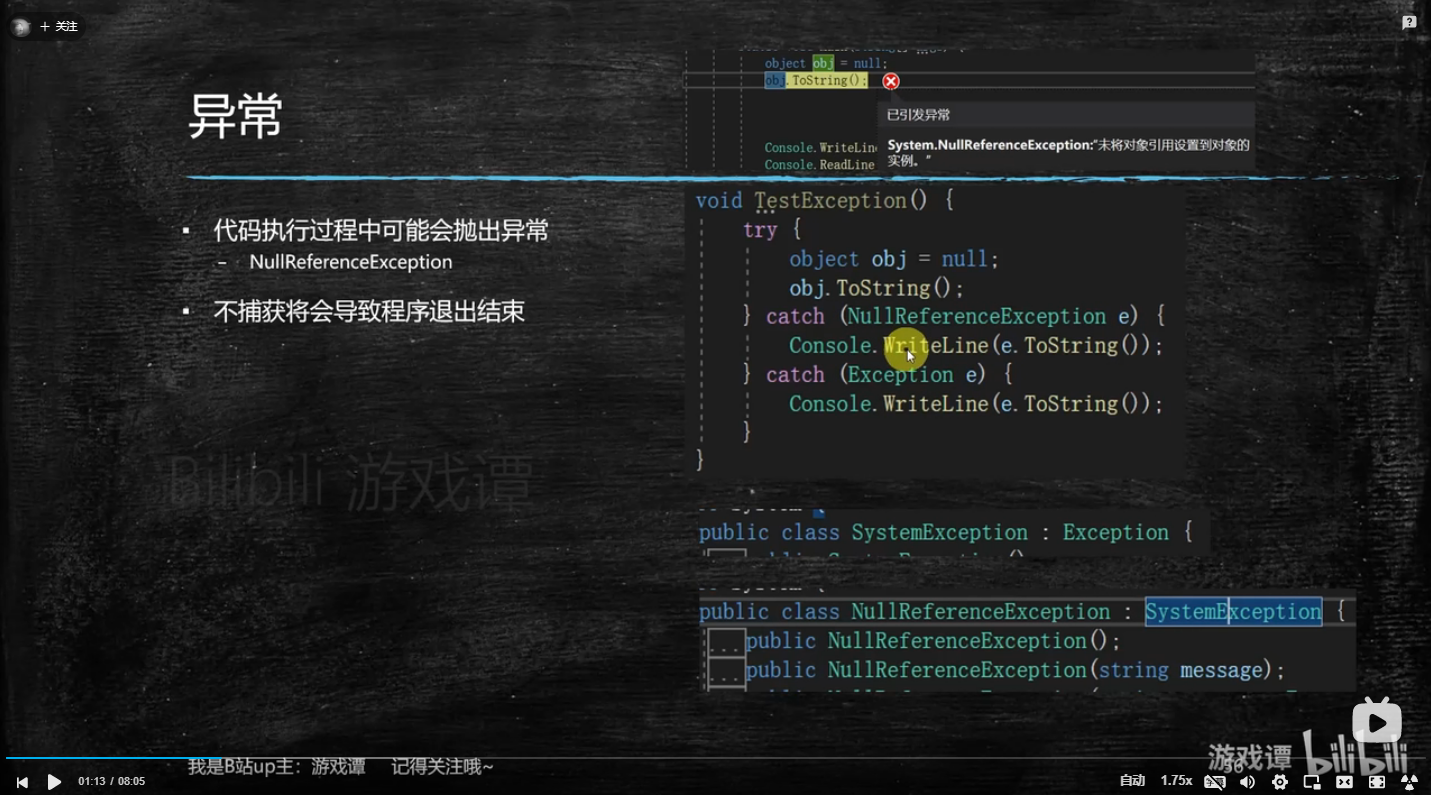 + 关注
object obj = null;
obj.ToString();
异常
已引发异常
Console.WriteLine
System.NullReferenceException:"未将对象引用设置到对象的
Console.ReadLine
实例。"
void TestException() {
try {
object obj = null;
obj.ToString();
} catch (NullReferenceException e) {
Console.WriteLine(e.ToString());
} catch (Exception e) {
Console.WriteLine(e.ToString());
}
}
▪ 代码执行过程中可能会抛出异常
– NullReferenceException
▪ 不捕获将会导致程序退出结束
Bilibili 游戏谭
public class SystemException : Exception {
public class NullReferenceException : SystemException {
... public NullReferenceException();
... public NullReferenceException(string message);
我是B站up主：游戏谭 记得关注哦~
56
游戏谭 bilibili
01:13 / 08:05
自动 1.75x